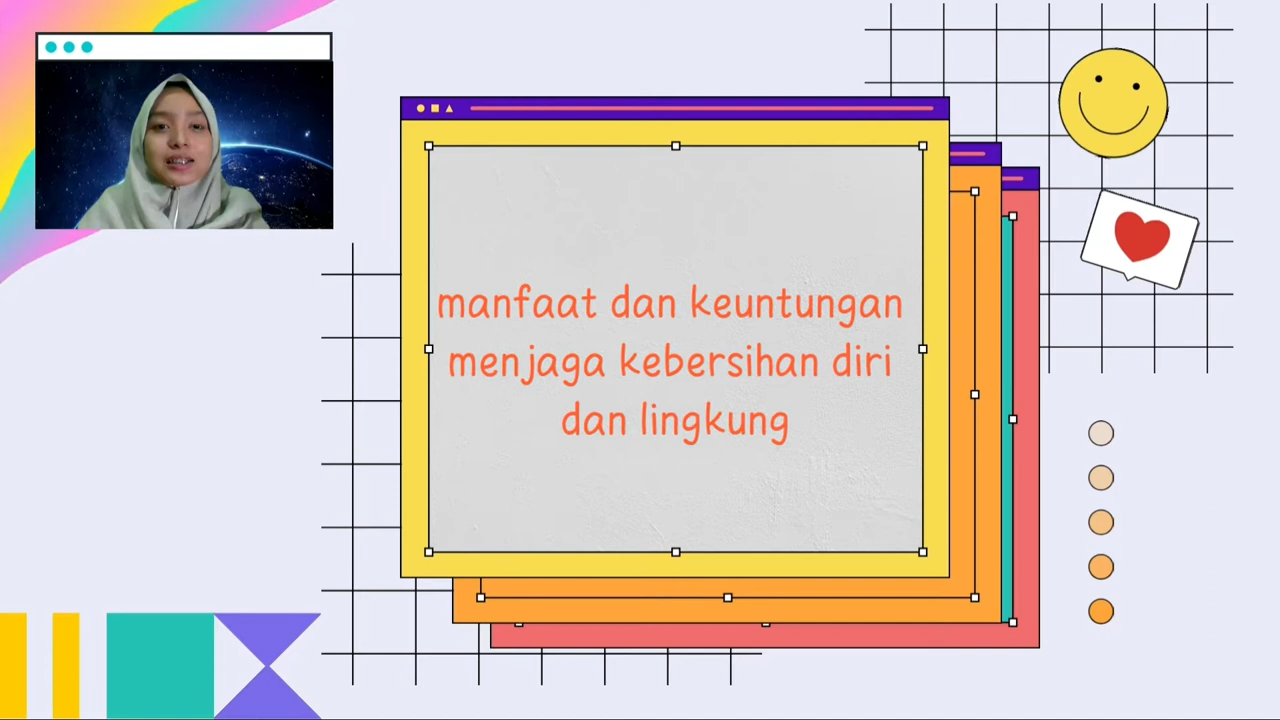 manfaat dan keuntungan
menjaga kebersihan diri
dan lingkung